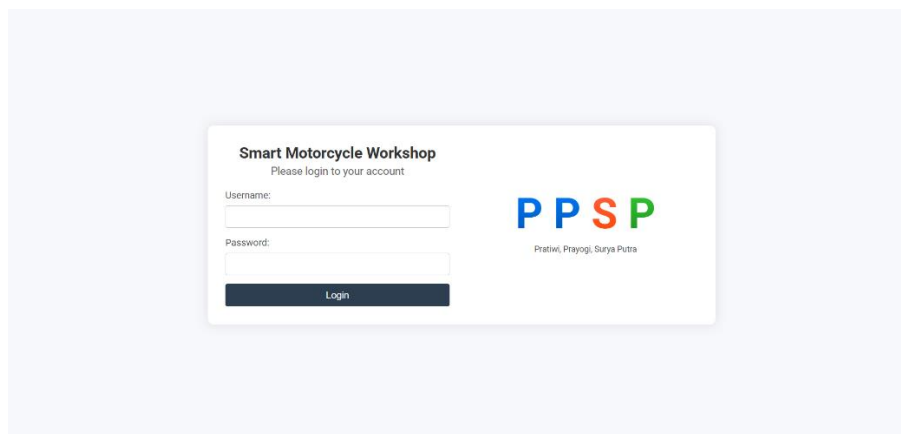 Smart Motorcycle Workshop
Please login to your account
Username:
Password:
Login
P P S P
Pratiwi, Prayogi, Surya Putra